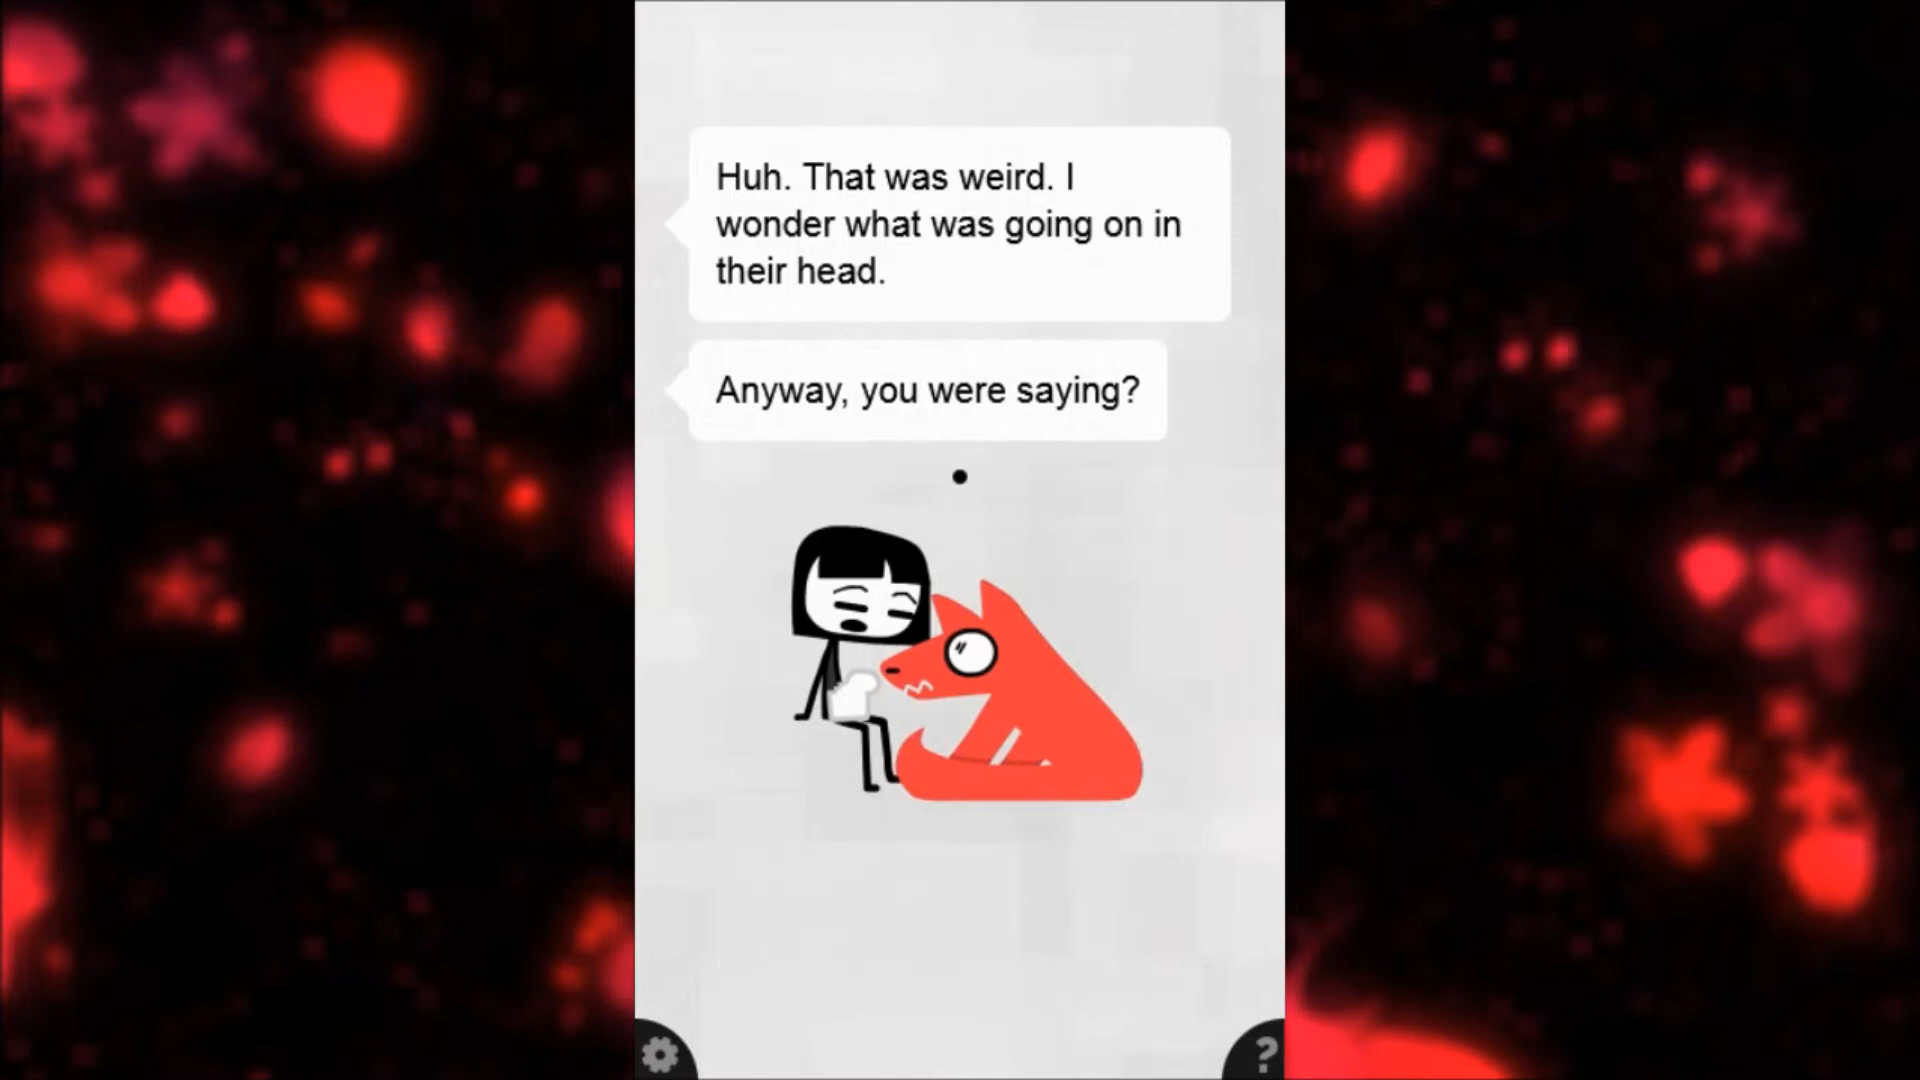 Huh. That was weird. I
wonder what was going on in
their head.
Anyway, you were saying?
?